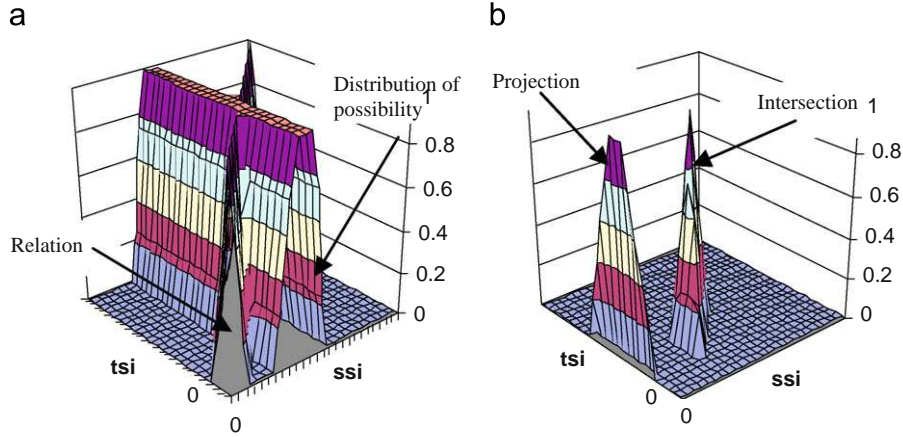 a
Distribution of
possibility
1
0.8
0.6
0.4
0.2
0
Relation
tsi
ssi
0
0
b
Projection
Intersection
1
0.8
0.6
0.4
0.2
0
tsi
ssi
0
0